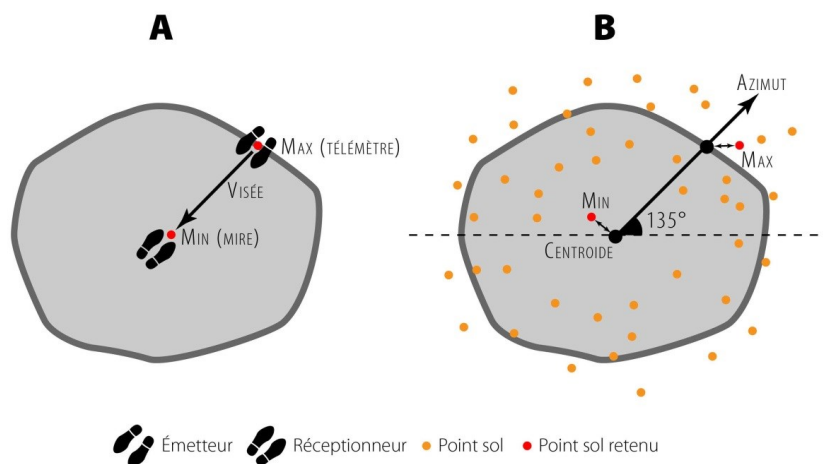 A
Max (télémètre)
Visée
Min (mire)
B
Azimut
Max
Min
135°
Centroide
Émetteur Réceptionneur Point sol Point sol retenu